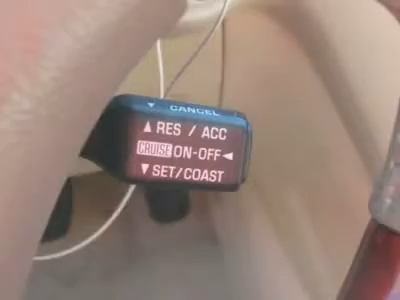 ▼ CANCEL
▲ RES / ACC
CRUISE ON-OFF ◄
▼ SET/COAST